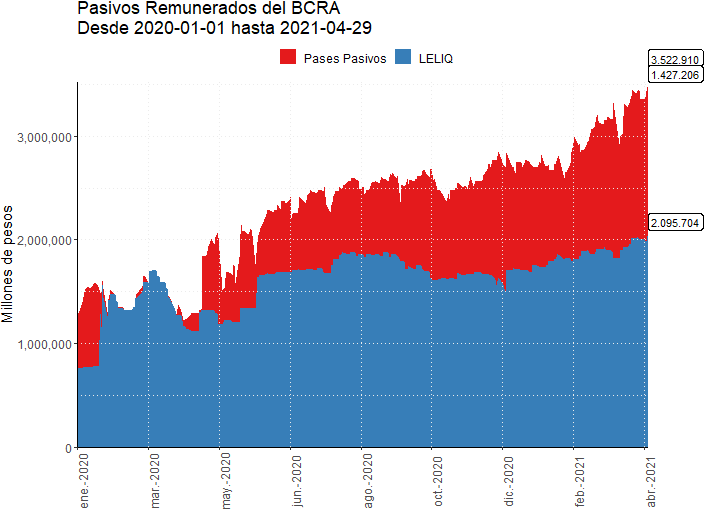 Pasivos Remunerados del BCRA
Desde 2020-01-01 hasta 2021-04-29
Pases Pasivos LELIQ
3.522.910
1.427.206
2.095.704
Millones de pesos
3,000,000
2,000,000
1,000,000
0
ene.-2020
mar.-2020
may.-2020
jun.-2020
ago.-2020
oct.-2020
dic.-2020
feb.-2021
abr.-2021